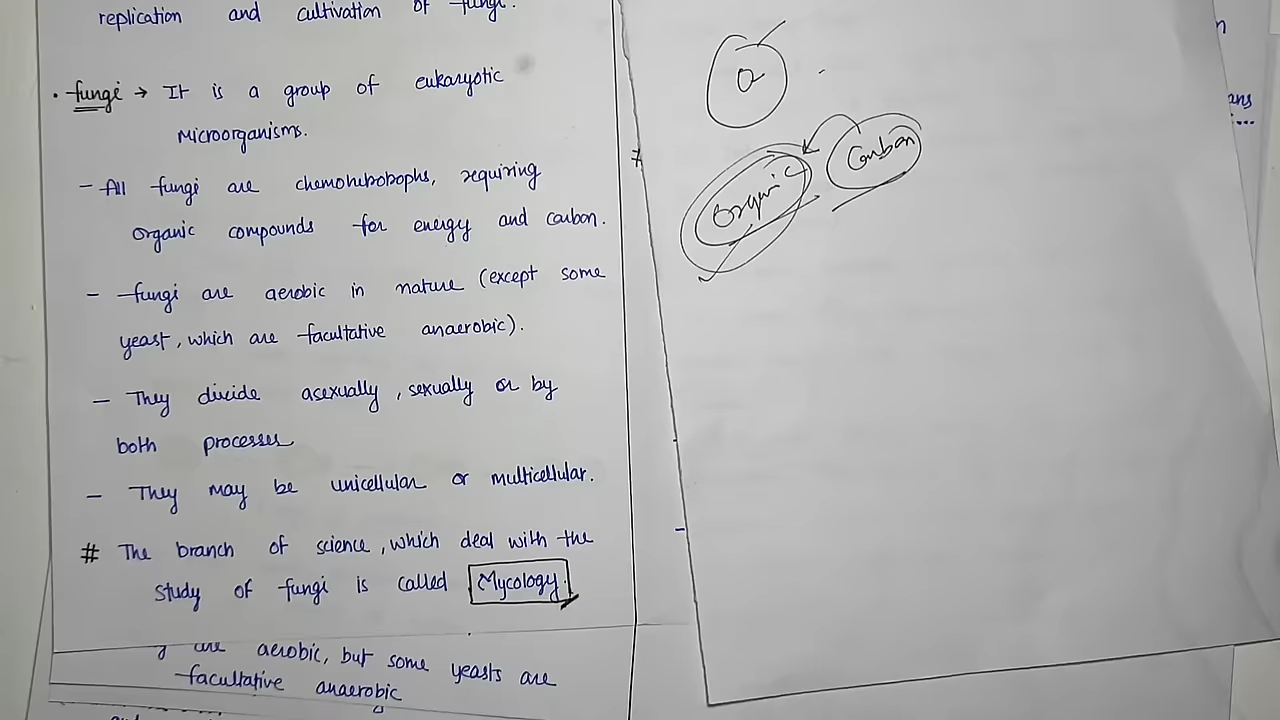 replication and cultivation of fungi.
• fungi → It is a group of eukaryotic
microorganisms.
- All fungi are chemoheterotrophs, requiring
organic compounds for energy and carbon.
- fungi are aerobic in nature (except some
yeast, which are facultative anaerobic).
- They divide asexually, sexually or by
both processes
- They may be unicellular or multicellular.
# The branch of science, which deal with the
study of fungi is called Mycology.
are aerobic, but some yeasts are
facultative anaerobic
Carbon
Organic